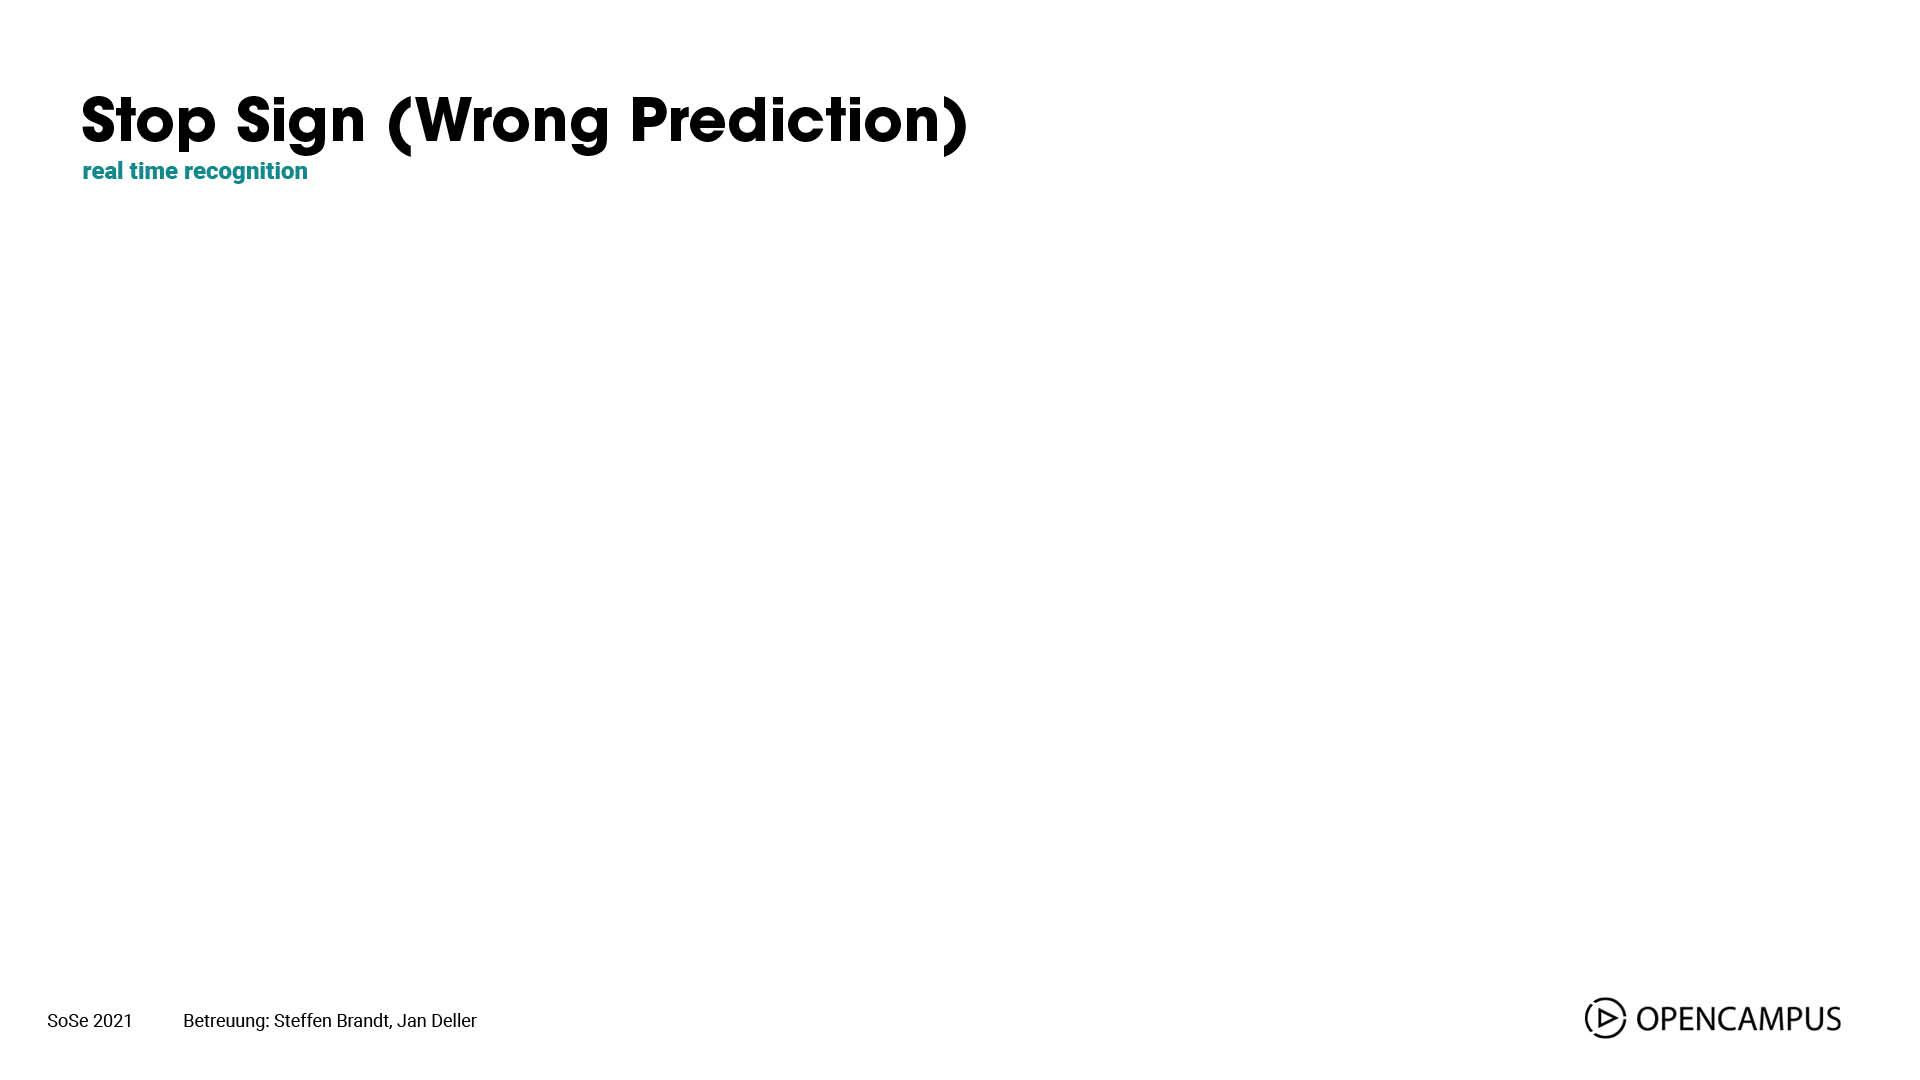 Stop Sign (Wrong Prediction)
real time recognition
SoSe 2021
Betreuung: Steffen Brandt, Jan Deller
OPENCAMPUS